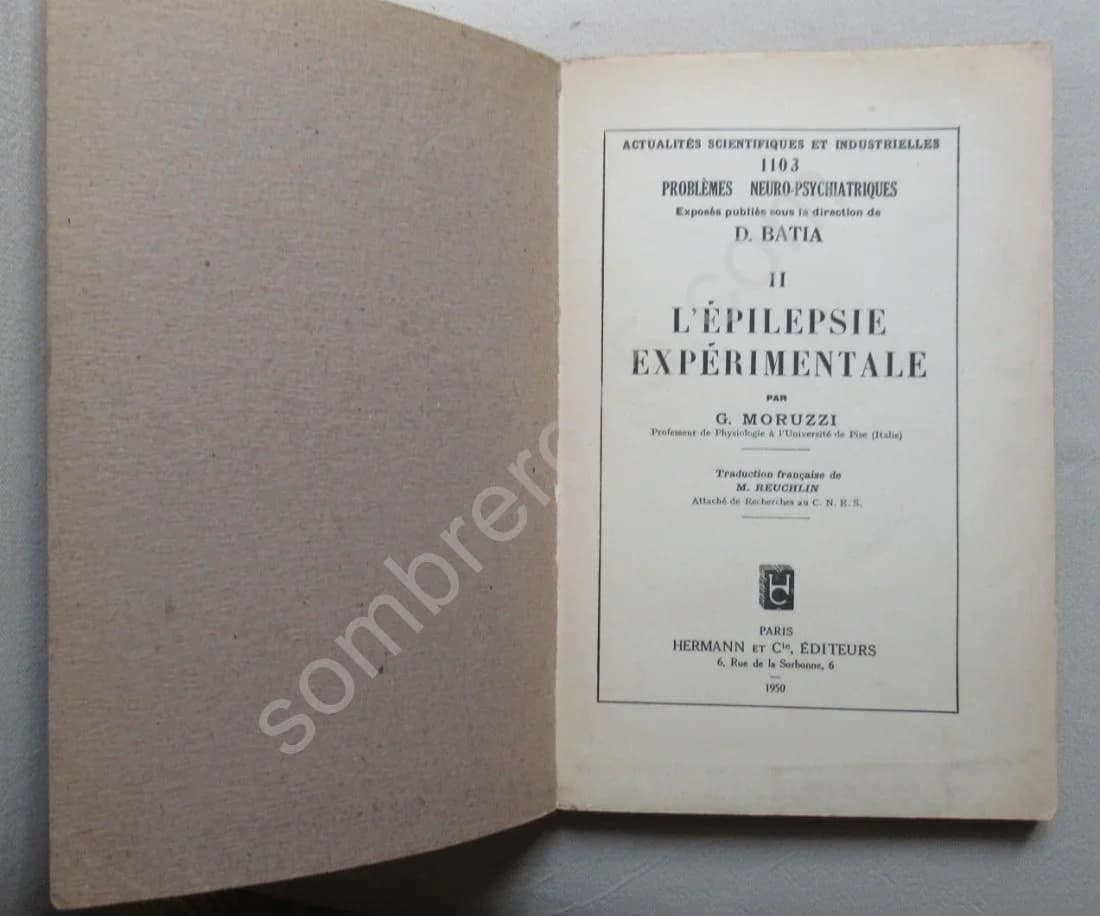 ACTUALITÉS SCIENTIFIQUES ET INDUSTRIELLES
1103
PROBLÈMES NEURO-PSYCHIATRIQUES
Exposés publiés sous la direction de
D. BATIA
II
L'ÉPILEPSIE
EXPÉRIMENTALE
PAR
G. MORUZZI
Professeur de Physiologie à l'Université de Pise (Italie)
Traduction française de
M. REUCHLIN
Attaché de Recherches au C. N. R. S.
HC
PARIS
HERMANN ET Cie, ÉDITEURS
6, Rue de la Sorbonne, 6
1950
sombrero
.com